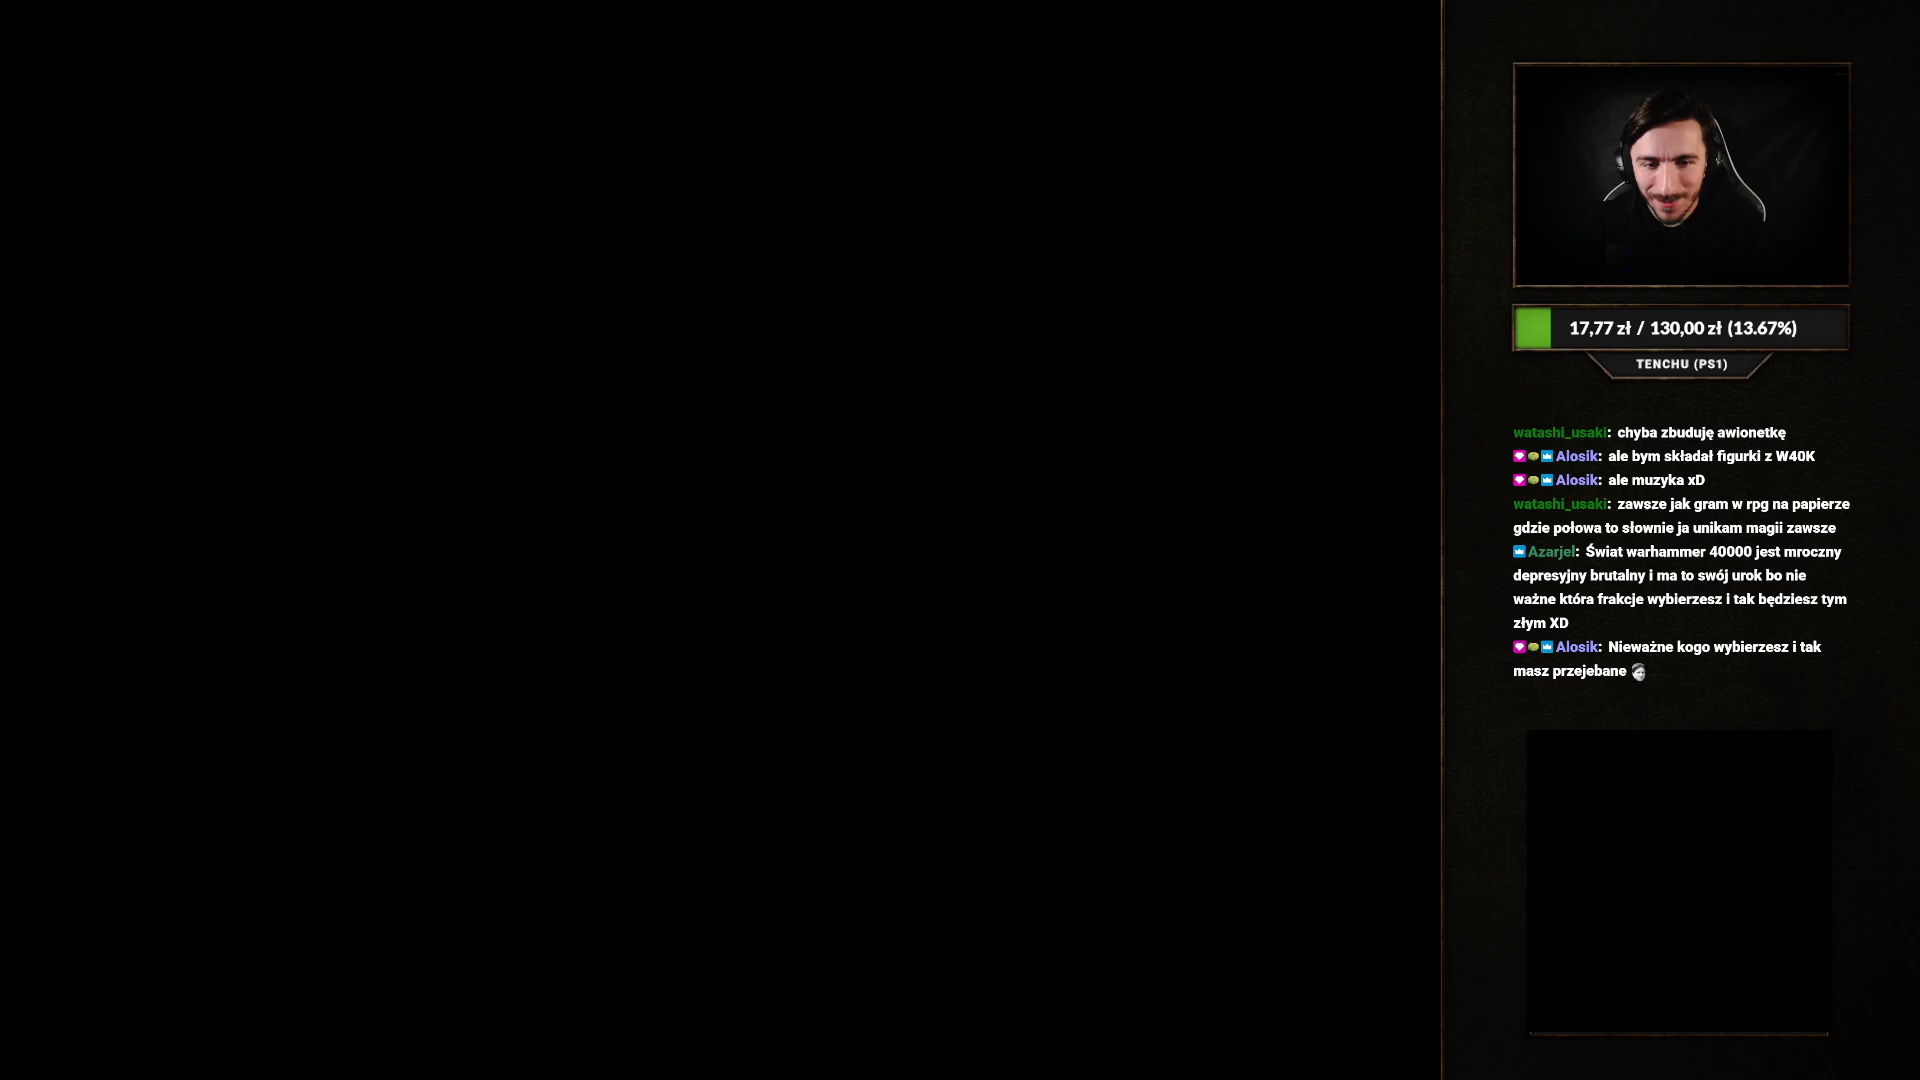 17,77 zł / 130,00 zł (13.67%)
TENCHU (PS1)
watashi_usaki: chyba zbuduję awionetkę
Alosik: ale bym składał figurki z W40K
Alosik: ale muzyka xD
watashi_usaki: zawsze jak gram w rpg na papierze
gdzie połowa to słownie ja unikam magii zawsze
Azarjel: Świat warhammer 40000 jest mroczny
depresyjny brutalny i ma to swój urok bo nie
ważne która frakcje wybierzesz i tak będziesz tym
złym XD
Alosik: Nieważne kogo wybierzesz i tak
masz przejebane